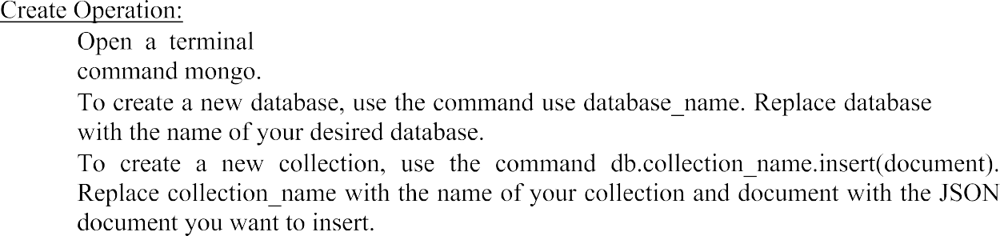 Create Operation:
Open a terminal
command mongo.
To create a new database, use the command use database_name. Replace database
with the name of your desired database.
To create a new collection, use the command db.collection_name.insert(document).
Replace collection_name with the name of your collection and document with the JSON
document you want to insert.